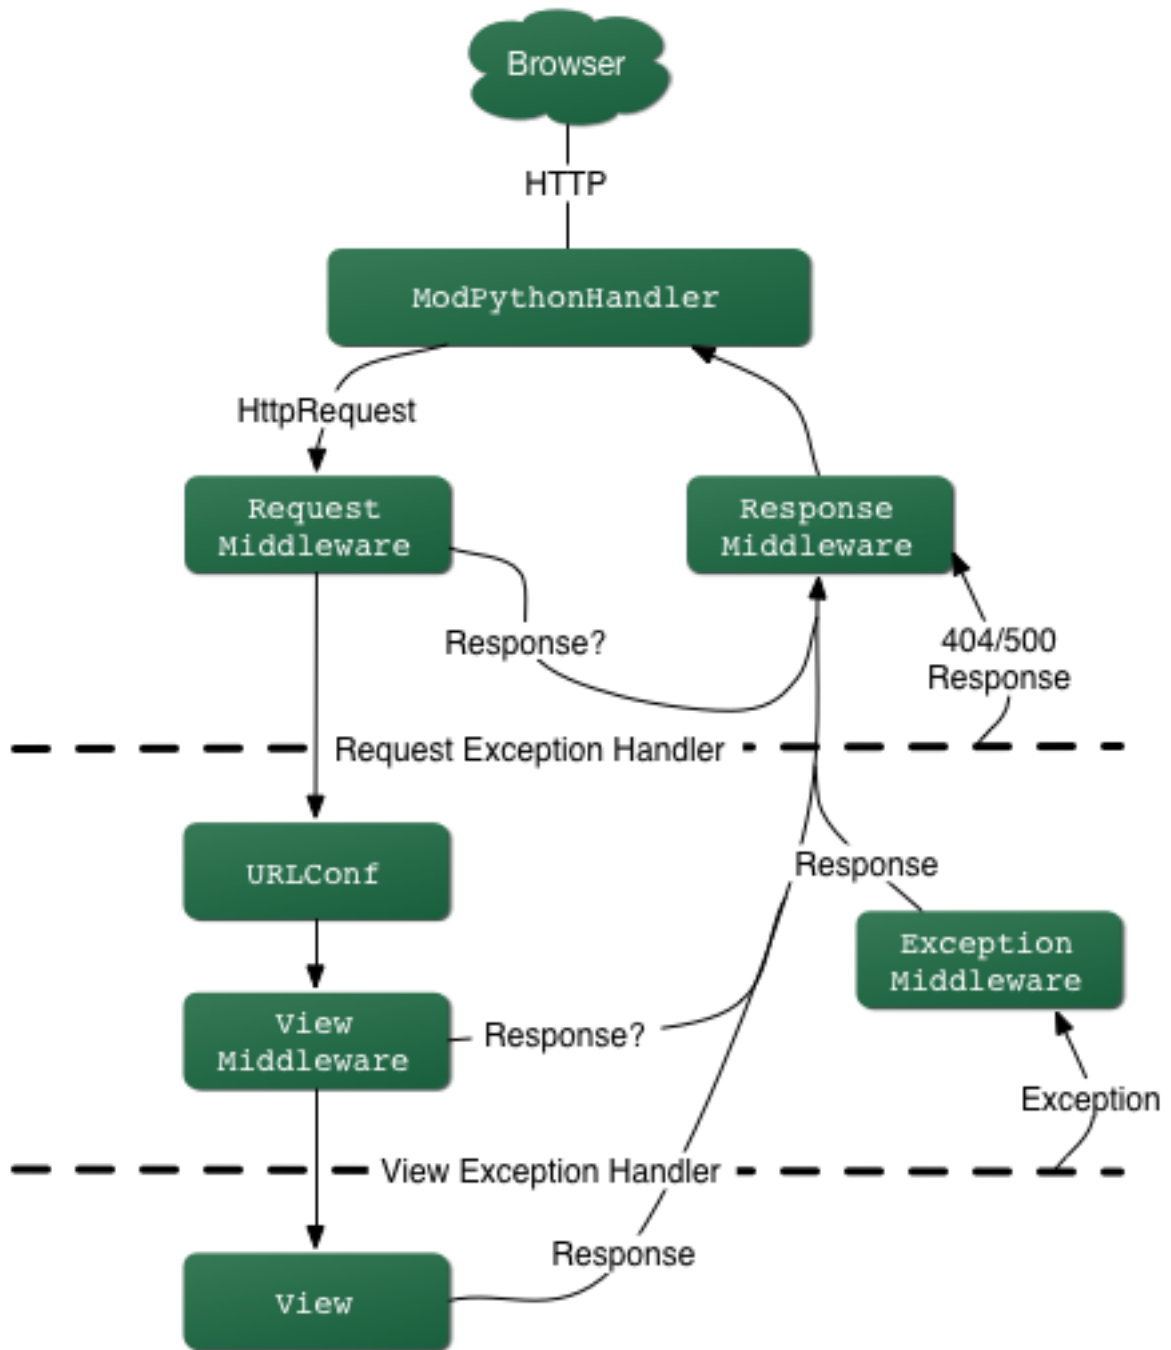 Browser
HTTP
ModPythonHandler
HttpRequest
Request
Middleware
Response
Middleware
Response?
404/500
Response
Request Exception Handler
URLConf
Response
Exception
Middleware
View
Middleware
Response?
Exception
View Exception Handler
Response
View